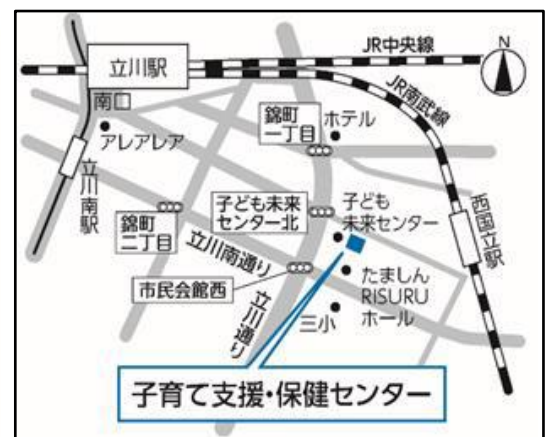 JR中央線
N
立川駅
JR南武線
南口
アレアレア
錦町
一丁目
ホテル
立川南駅
錦町
二丁目
子ども未来
センター北
子ども
未来センター
西国立駅
立川南通り
市民会館西
たましん
RISURU
ホール
立川通り
三小
子育て支援・保健センター